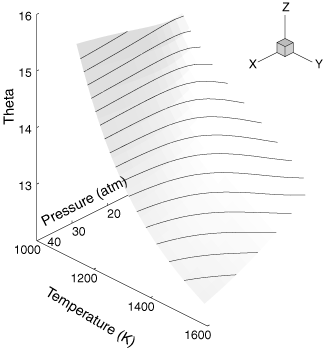 16
Z
15
X
Y
Theta
14
13
Pressure (atm)
20
30
40
1000
1200
Temperature (K)
1400
1600